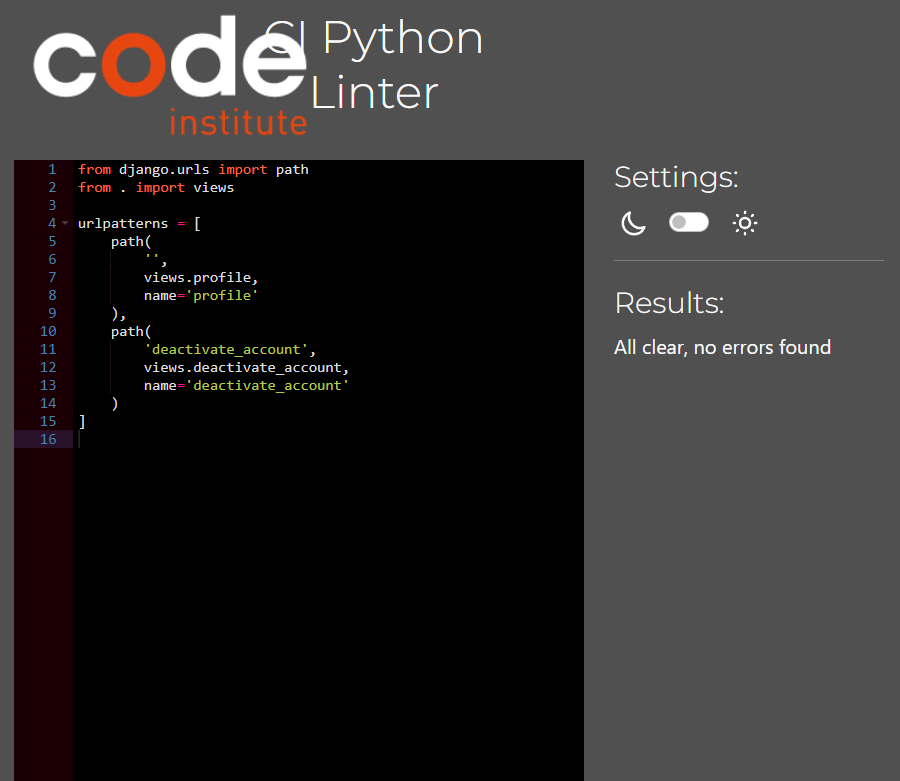 code
institute
CI Python
Linter
1 from django.urls import path
2 from . import views
3
4 urlpatterns = [
5     path(
6         '',
7         views.profile,
8         name='profile'
9     ),
10     path(
11         'deactivate_account',
12         views.deactivate_account,
13         name='deactivate_account'
14     )
15 ]
16
Settings:
Results:
All clear, no errors found